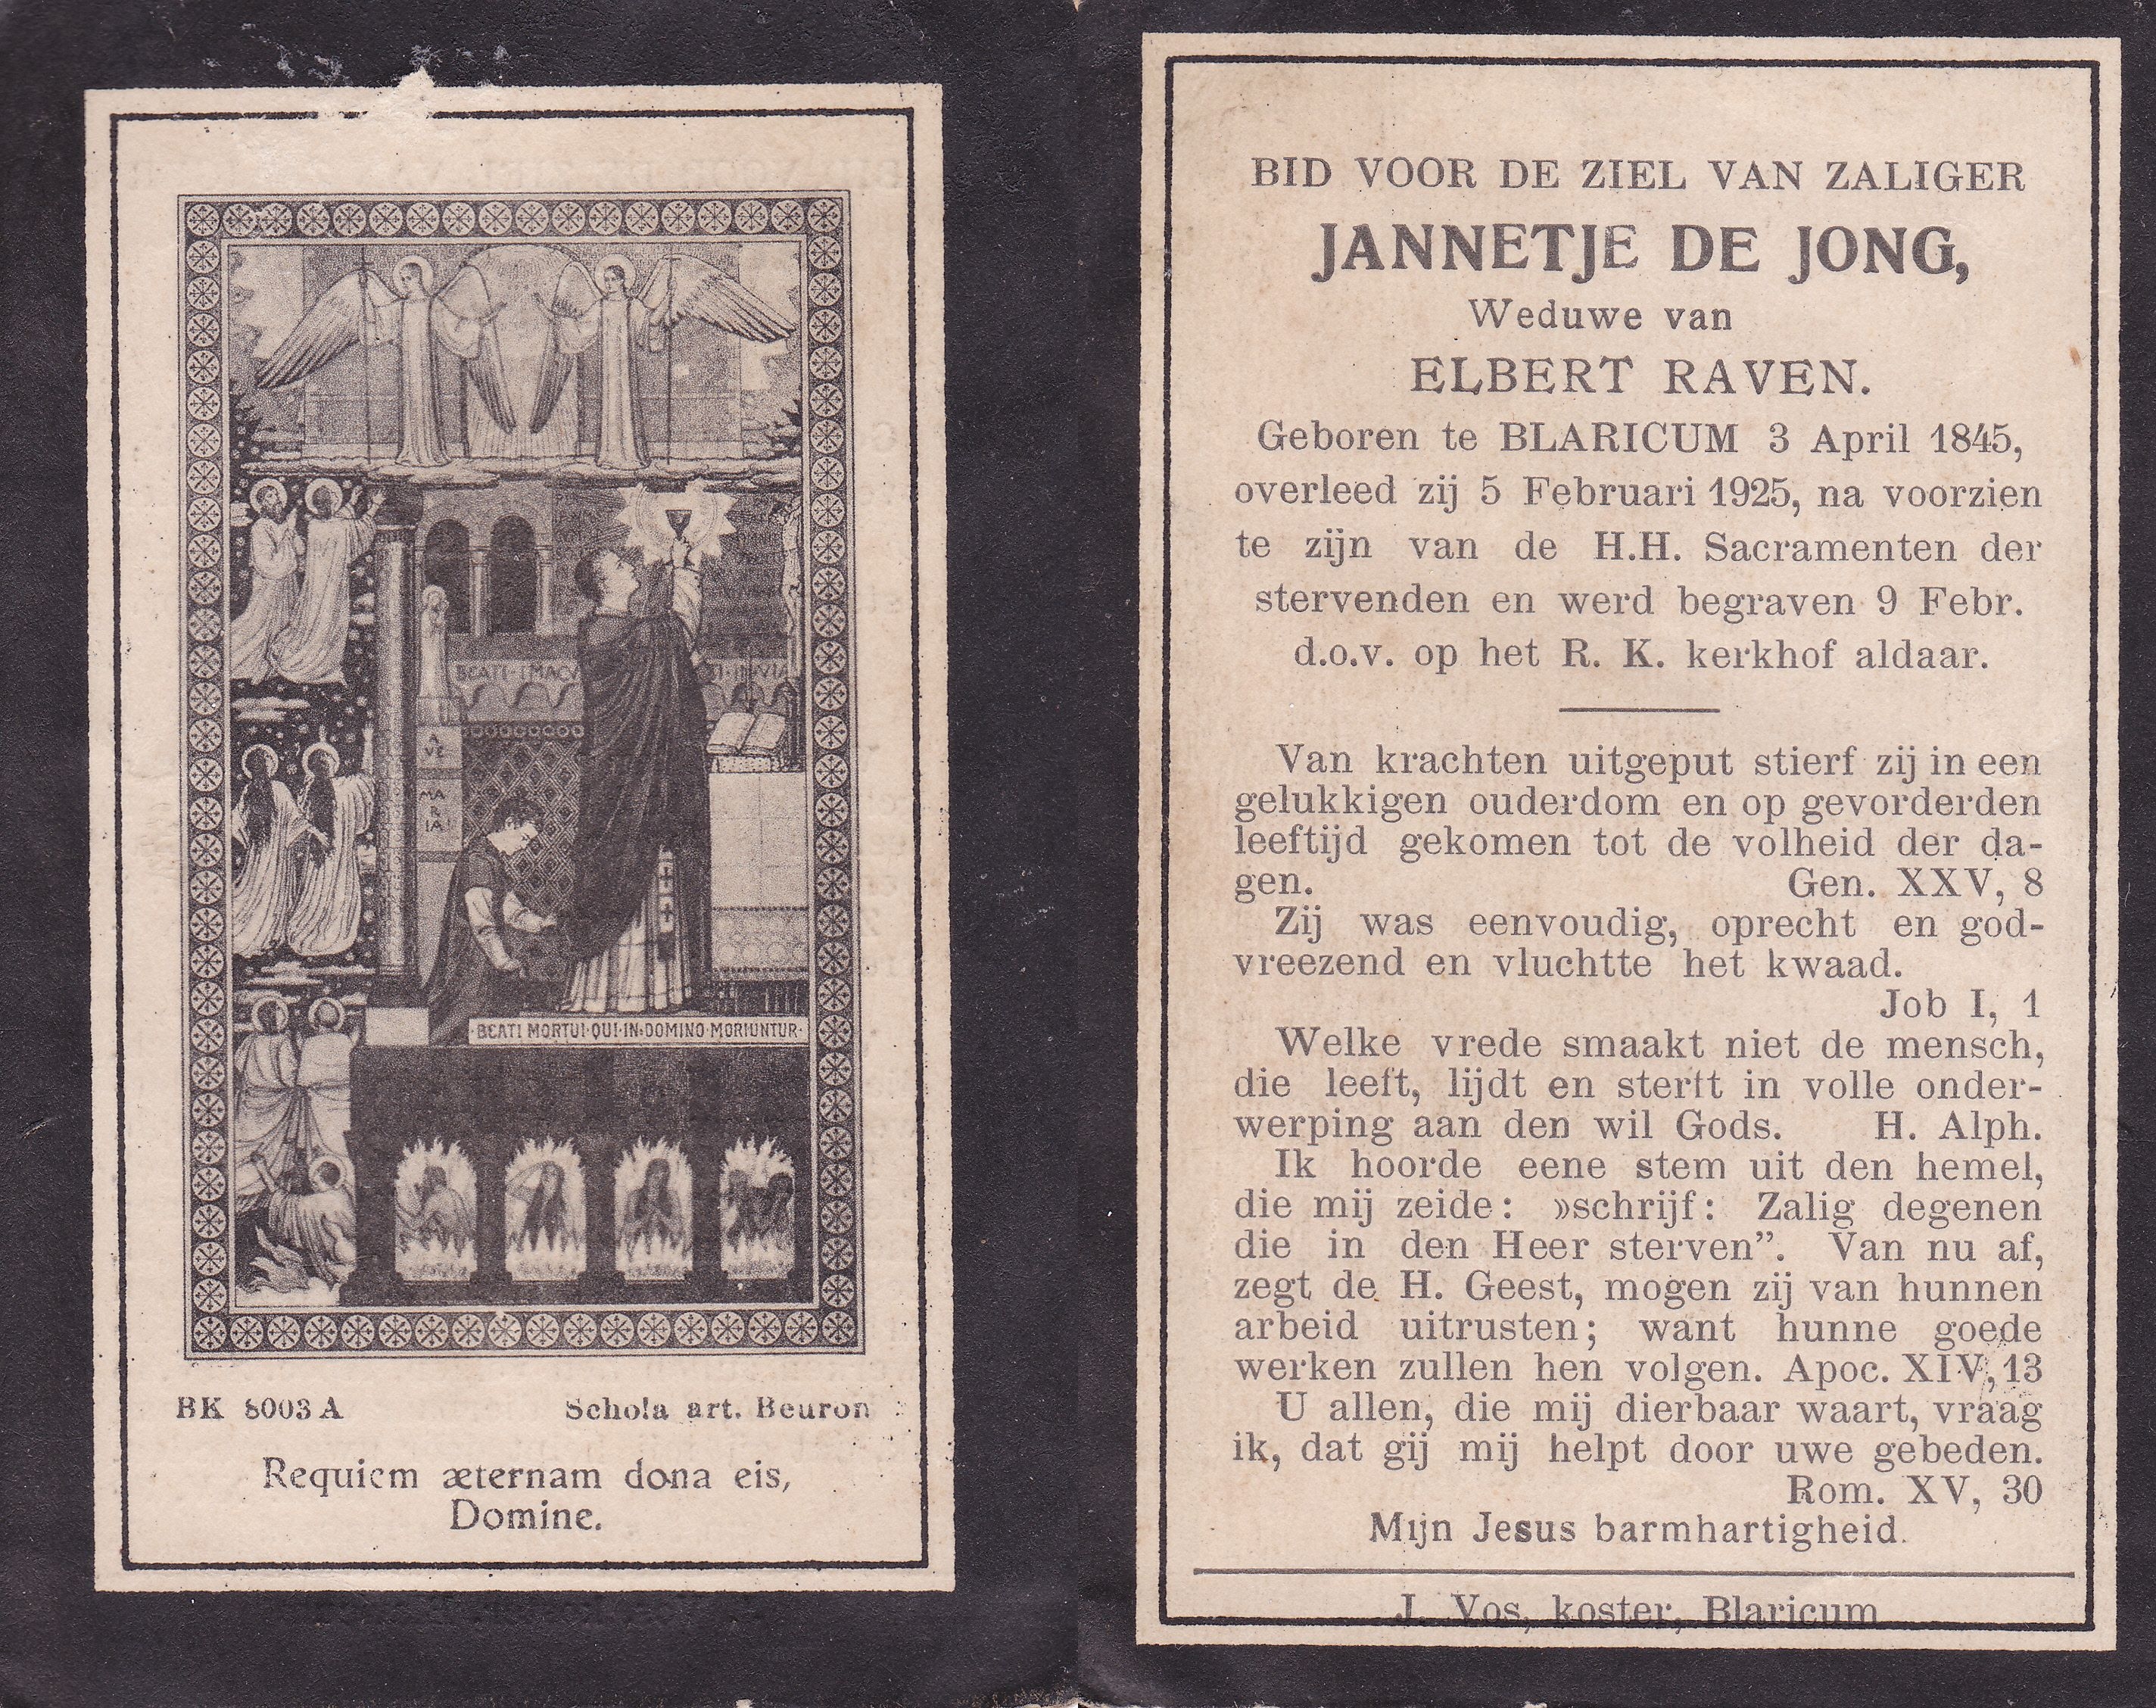 BEATI·IMACV
TI·IN·VIA
A
VE
MA
R
IA!
·BEATI MORTUI·QUI·IN·DOMINO·MORIUNTUR·
BK 8003 A Schola art. Beuron
Requiem æternam dona eis,
Domine.
BID VOOR DE ZIEL VAN ZALIGER
JANNETJE DE JONG,
Weduwe van
ELBERT RAVEN.
Geboren te BLARICUM 3 April 1845,
overleed zij 5 Februari 1925, na voorzien
te zijn van de H.H. Sacramenten der
stervenden en werd begraven 9 Febr.
d.o.v. op het R. K. kerkhof aldaar.
Van krachten uitgeput stierf zij in een
gelukkigen ouderdom en op gevorderden
leeftijd gekomen tot de volheid der da-
gen. Gen. XXV, 8
Zij was eenvoudig, oprecht en god-
vreezend en vluchtte het kwaad.
Job I, 1
Welke vrede smaakt niet de mensch,
die leeft, lijdt en sterft in volle onder-
werping aan den wil Gods. H. Alph.
Ik hoorde eene stem uit den hemel,
die mij zeide: »schrijf: Zalig degenen
die in den Heer sterven”. Van nu af,
zegt de H. Geest, mogen zij van hunnen
arbeid uitrusten; want hunne goede
werken zullen hen volgen. Apoc. XIV, 13
U allen, die mij dierbaar waart, vraag
ik, dat gij mij helpt door uwe gebeden.
Rom. XV, 30
Mijn Jesus barmhartigheid.
J. Vos, koster, Blaricum